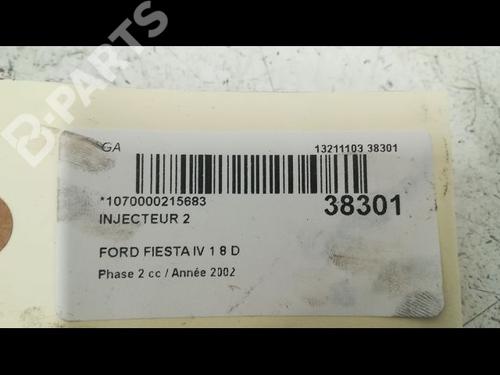 B-PARTS
GA
13211103 38301
*1070000215683
38301
INJECTEUR 2
FORD FIESTA IV 1 8 D
Phase 2 cc / Année 2002